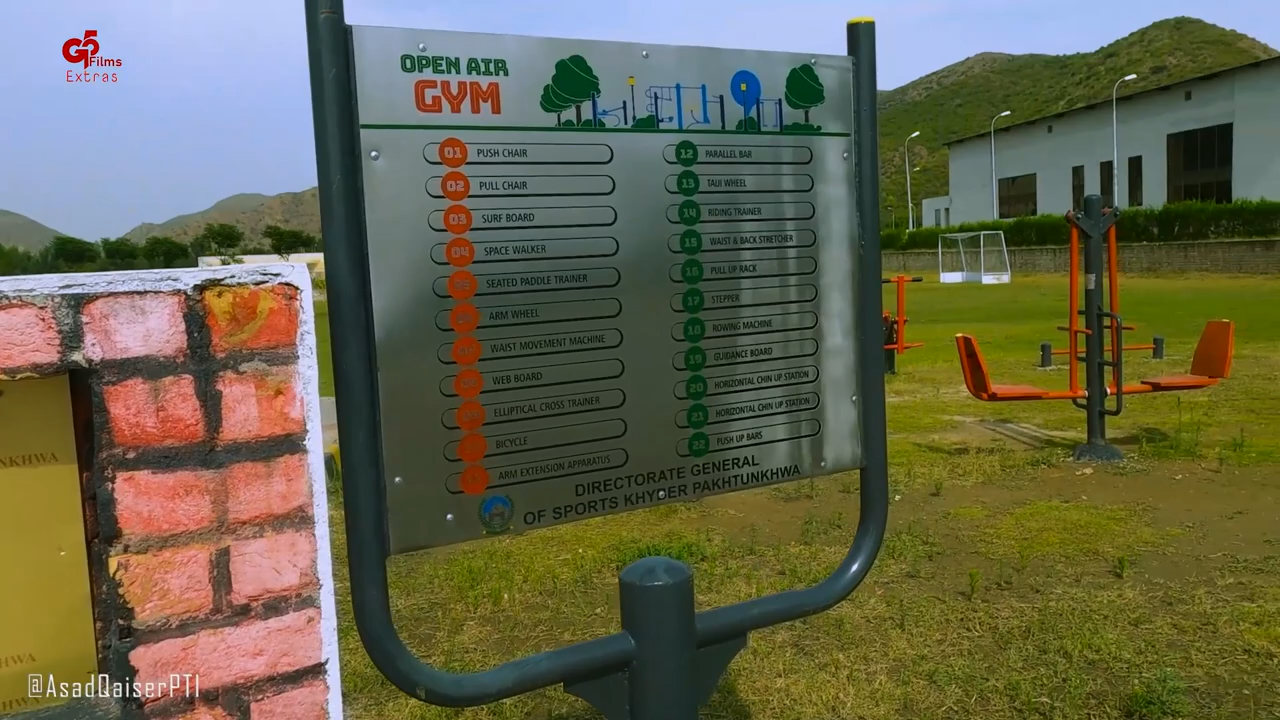 G5 Films
Extras
OPEN AIR
GYM
01 PUSH CHAIR
02 PULL CHAIR
03 SURF BOARD
04 SPACE WALKER
05 SEATED PADDLE TRAINER
ARM WHEEL
WAIST MOVEMENT MACHINE
WEB BOARD
ELLIPTICAL CROSS TRAINER
BICYCLE
ARM EXTENSION APPARATUS
12 PARALLEL BAR
13 TAIJI WHEEL
14 RIDING TRAINER
15 WAIST & BACK STRETCHER
16 PULL UP RACK
17 STEPPER
18 ROWING MACHINE
19 GUIDANCE BOARD
20 HORIZONTAL CHIN UP STATION
21 HORIZONTAL CHIN UP STATION
22 PUSH UP BARS
DIRECTORATE GENERAL
OF SPORTS KHYBER PAKHTUNKHWA
NKHWA
HWA
@AsadQaiserPTI